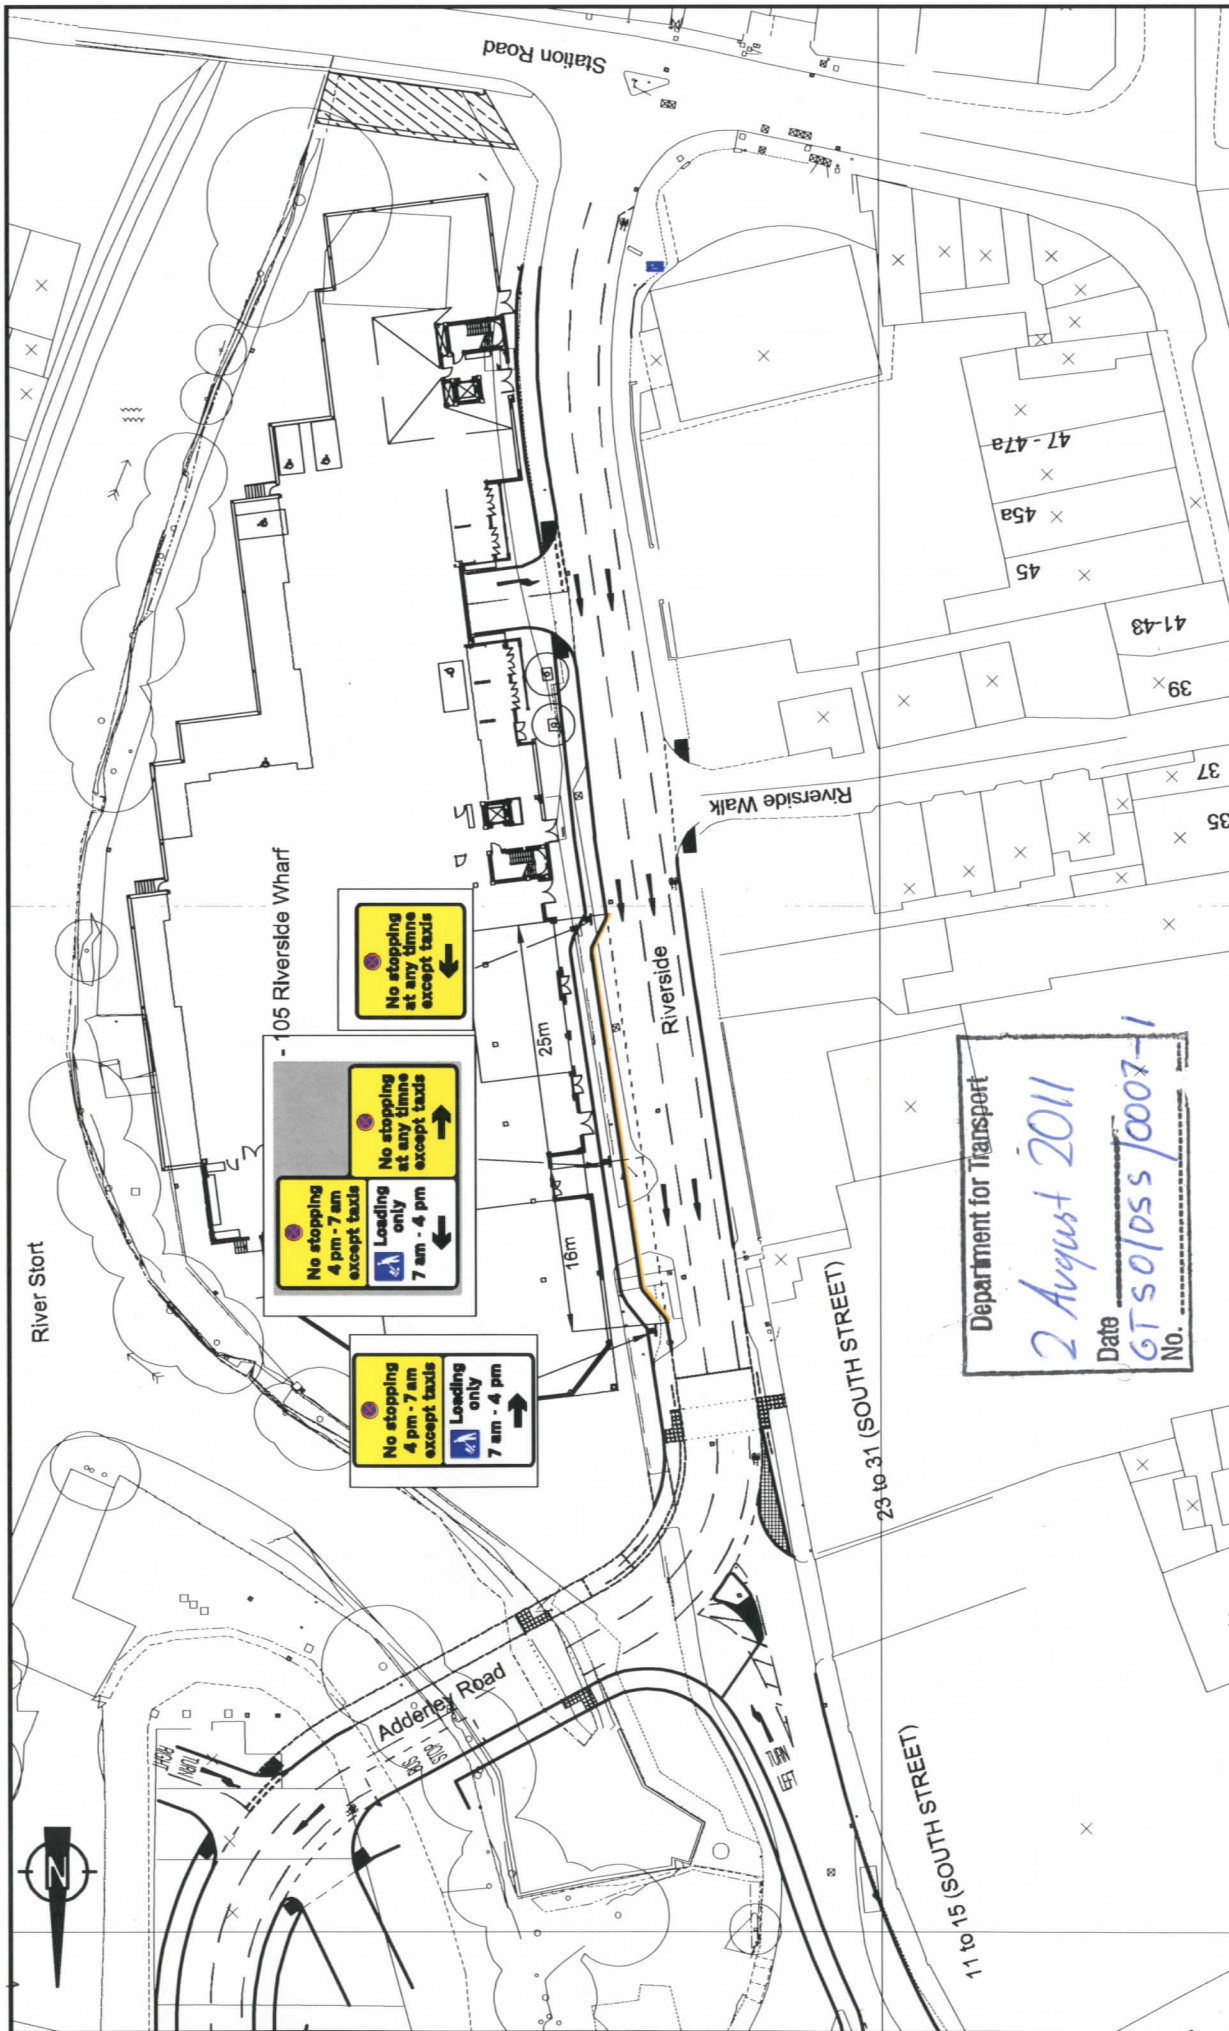 Station Road
River Stort
- 105 Riverside Wharf
No stopping
at any timne
except taxis
No stopping
4 pm - 7 am
except taxis
Loading
only
7 am - 4 pm
No stopping
at any timne
except taxis
No stopping
4 pm - 7 am
except taxis
Loading
only
7 am - 4 pm
25m
16m
Riverside
Riverside Walk
47 - 47a
45a
45
41-43
39
37
35
Addeney Road
BUS
STOP
TURN
RIGHT
TURN
LEFT
N
23 to 31 (SOUTH STREET)
11 to 15 (SOUTH STREET)
Department for Transport
2 August 2011
Date
GT50/055/0007-1
No.